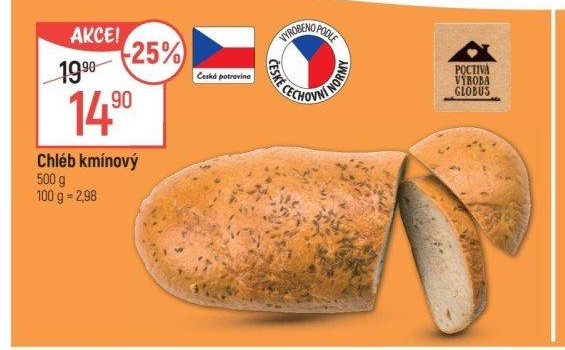 AKCE!
-25%
19⁹⁰
14⁹⁰
Česká potravina
VYROBENO PODLE
ČESKÉ CECHOVNÍ NORMY
POCTIVÁ
VÝROBA
GLOBUS
Chléb kmínový
500 g
100 g = 2,98